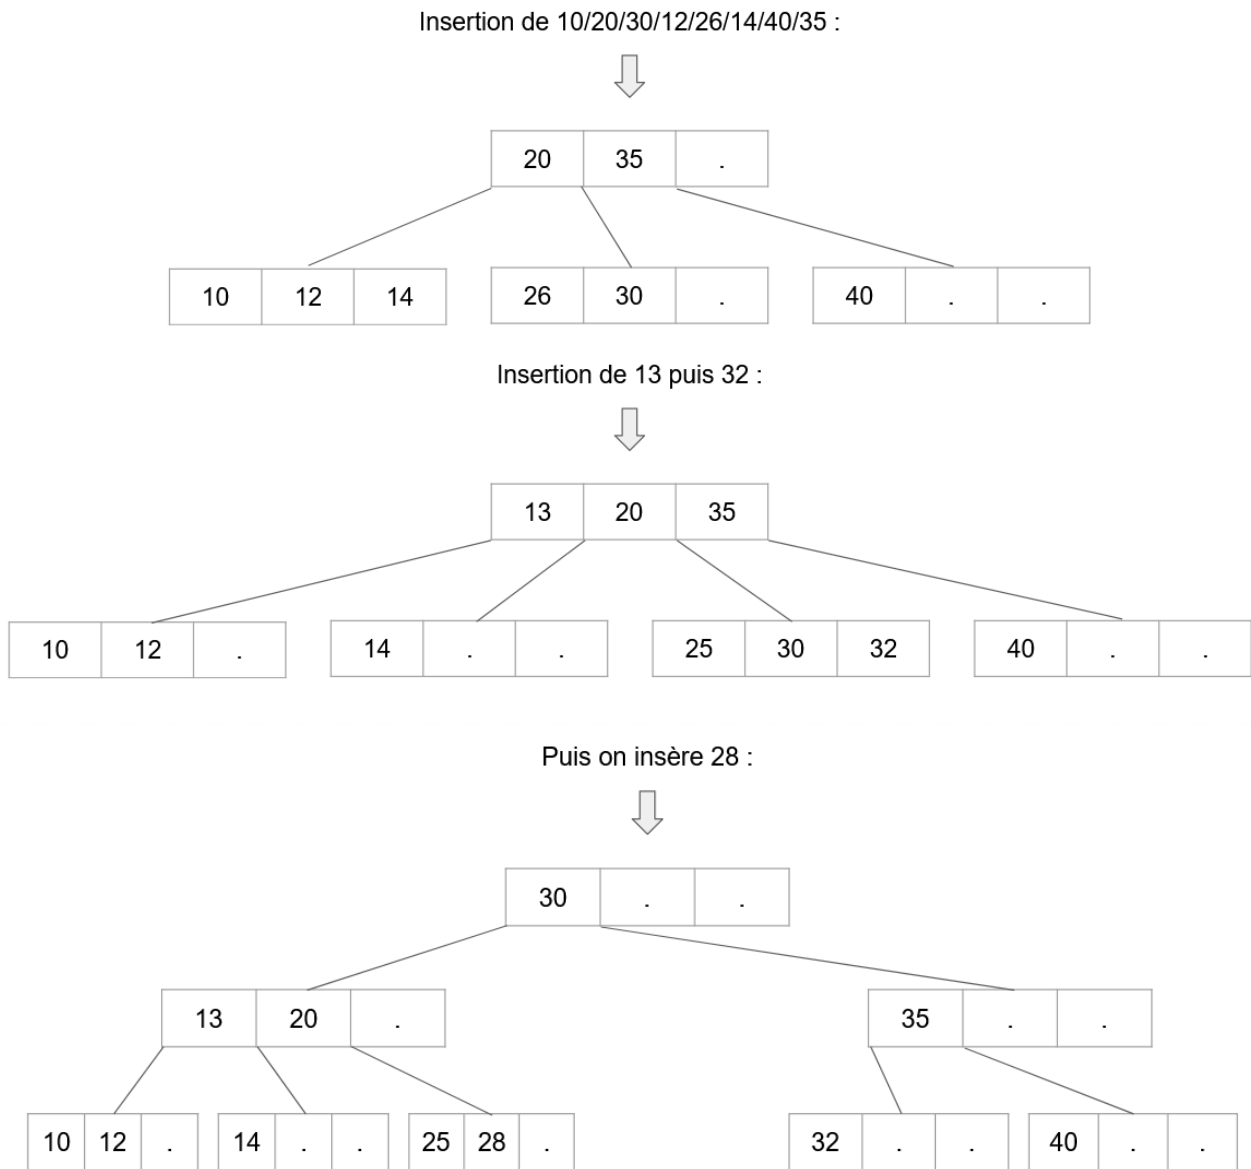 Insertion de 10/20/30/12/26/14/40/35 :
20 35 .
10 12 14 26 30 . 40 . .
Insertion de 13 puis 32 :
13 20 35
10 12 . 14 . . 25 30 32 40 . .
Puis on insère 28 :
30 . .
13 20 . 35 . .
10 12 . 14 . . 25 28 . 32 . . 40 . .